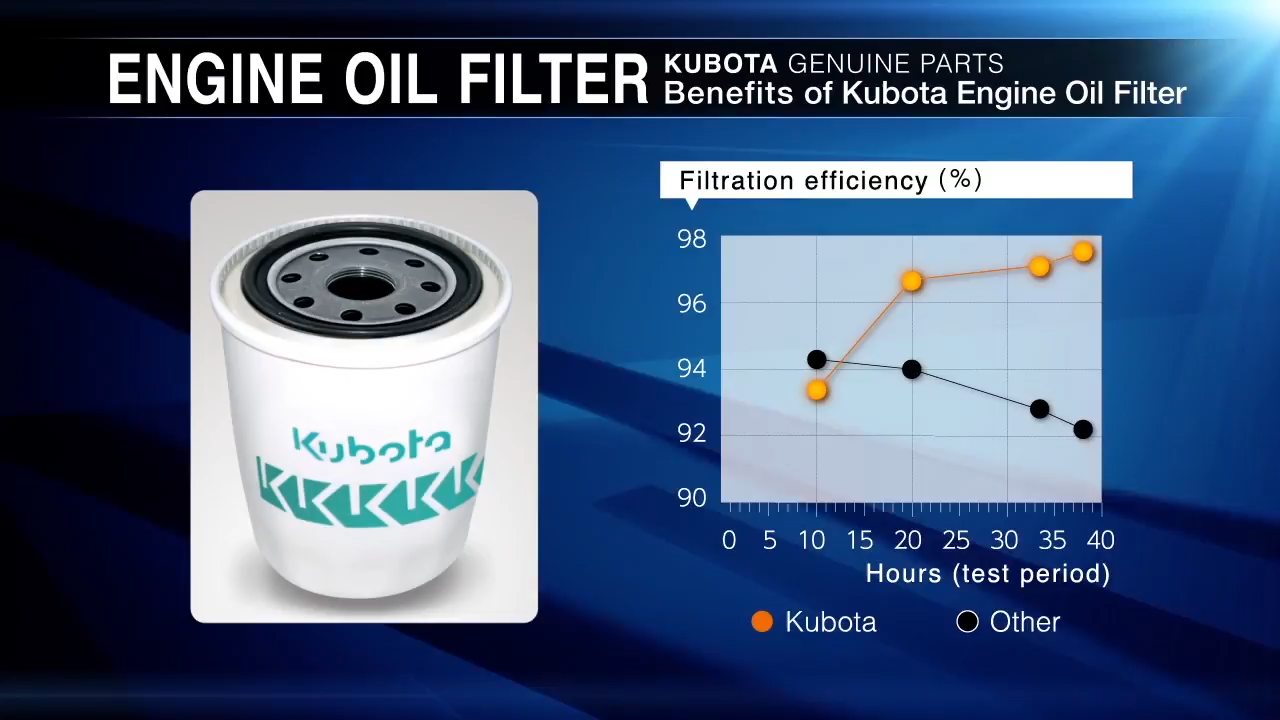 ENGINE OIL FILTER
KUBOTA GENUINE PARTS
Benefits of Kubota Engine Oil Filter
Filtration efficiency (%)
98
96
94
92
90
0 5 10 15 20 25 30 35 40
Hours (test period)
Kubota Other
Kubota